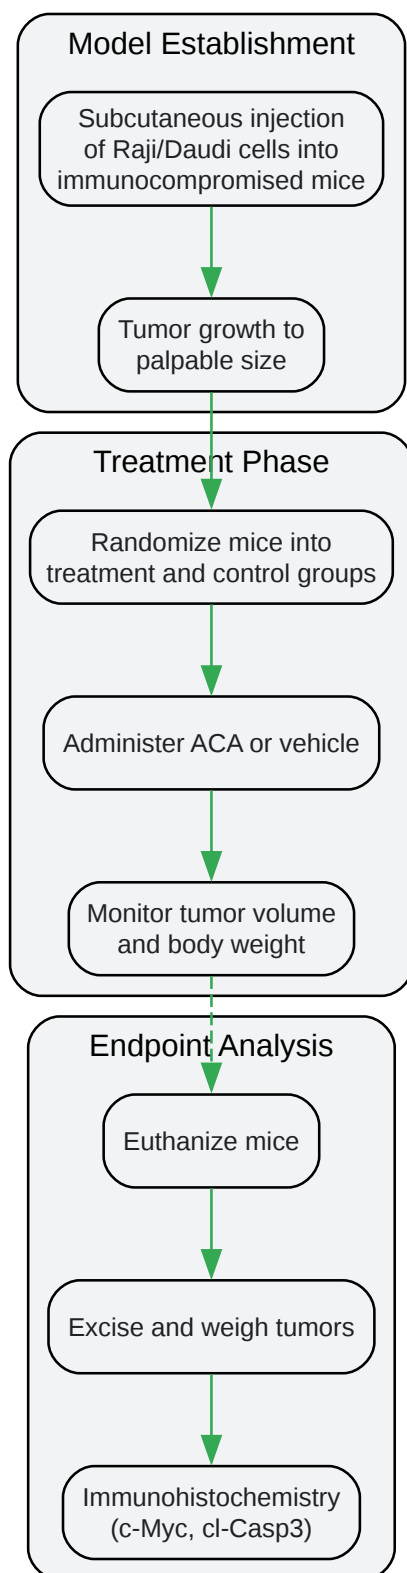 Model Establishment
Subcutaneous injection
of Raji/Daudi cells into
immunocompromised mice
Tumor growth to
palpable size
Treatment Phase
Randomize mice into
treatment and control groups
Administer ACA or vehicle
Monitor tumor volume
and body weight
Endpoint Analysis
Euthanize mice
Excise and weigh tumors
Immunohistochemistry
(c-Myc, cl-Casp3)